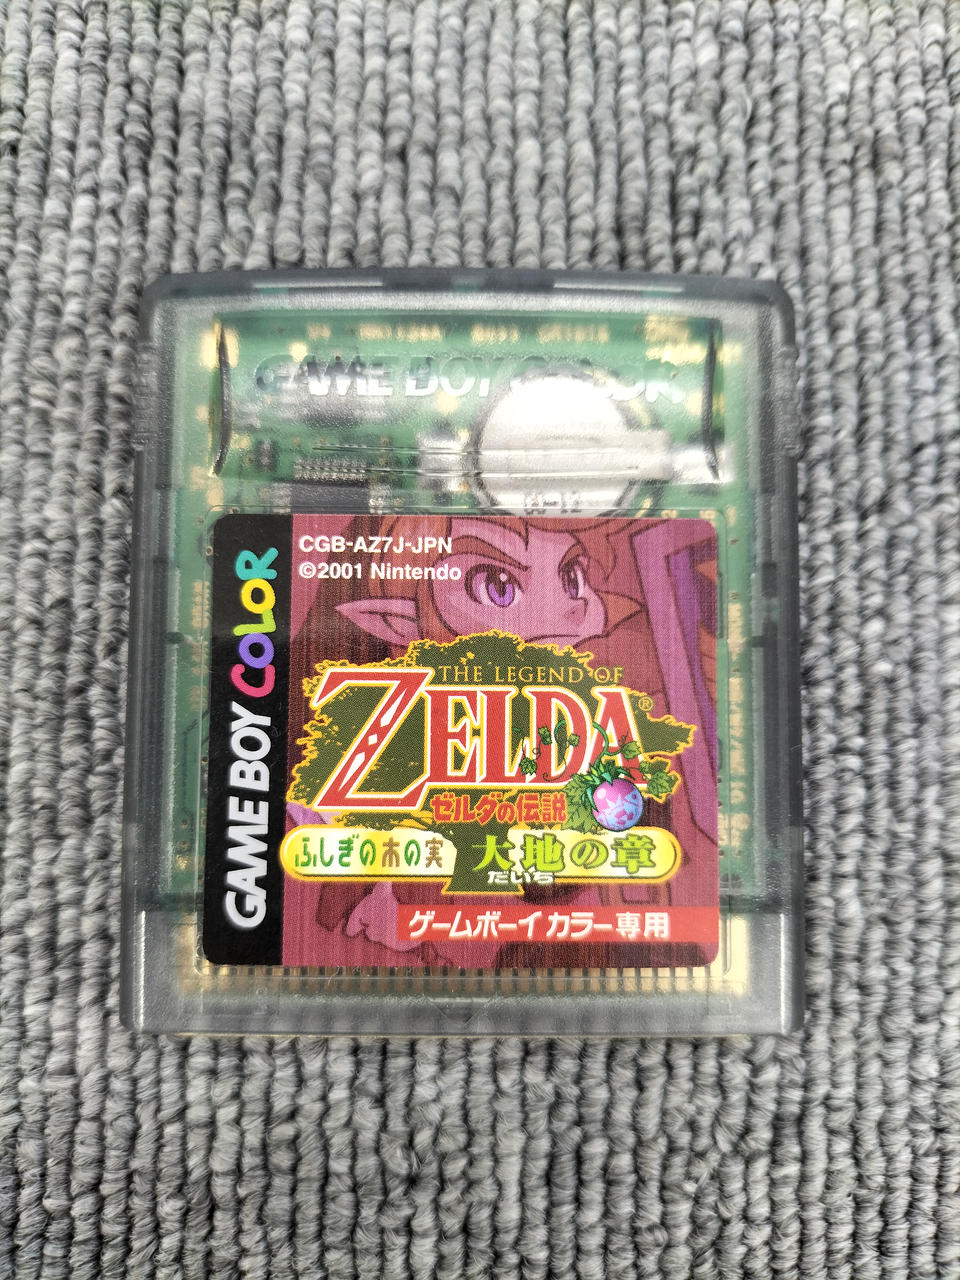 GAME BOY COLOR
CGB-AZ7J-JPN
©2001 Nintendo
GAME BOY COLOR
THE LEGEND OF
ZELDA®
ゼルダの伝説
ふしぎの木の実 大地の章
だいち
ゲームボーイ カラー専用